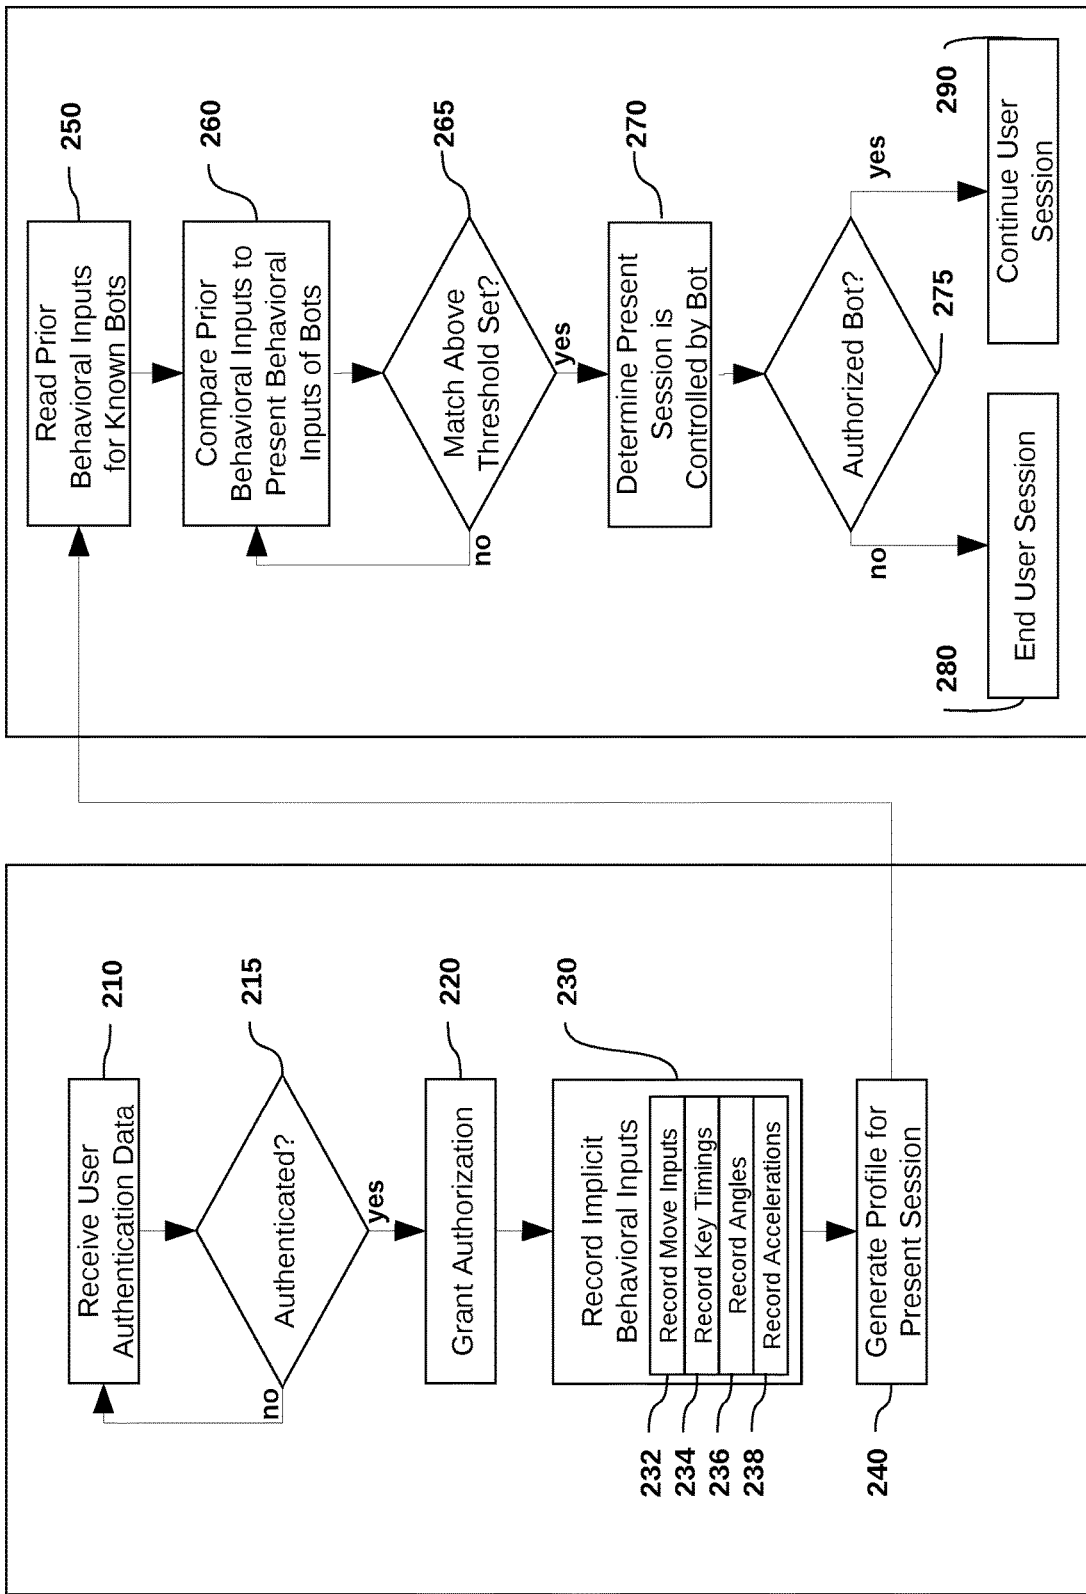 Receive User
Authentication Data
210
Authenticated?
215
no
yes
Grant Authorization
220
Record Implicit
Behavioral Inputs
230
Record Move Inputs
Record Key Timings
Record Angles
Record Accelerations
232
234
236
238
Generate Profile for
Present Session
240
Read Prior
Behavioral Inputs
for Known Bots
250
Compare Prior
Behavioral Inputs to
Present Behavioral
Inputs of Bots
260
Match Above
Threshold Set?
265
no
yes
Determine Present
Session is
Controlled by Bot
270
Authorized Bot?
275
no
yes
End User Session
280
Continue User
Session
290